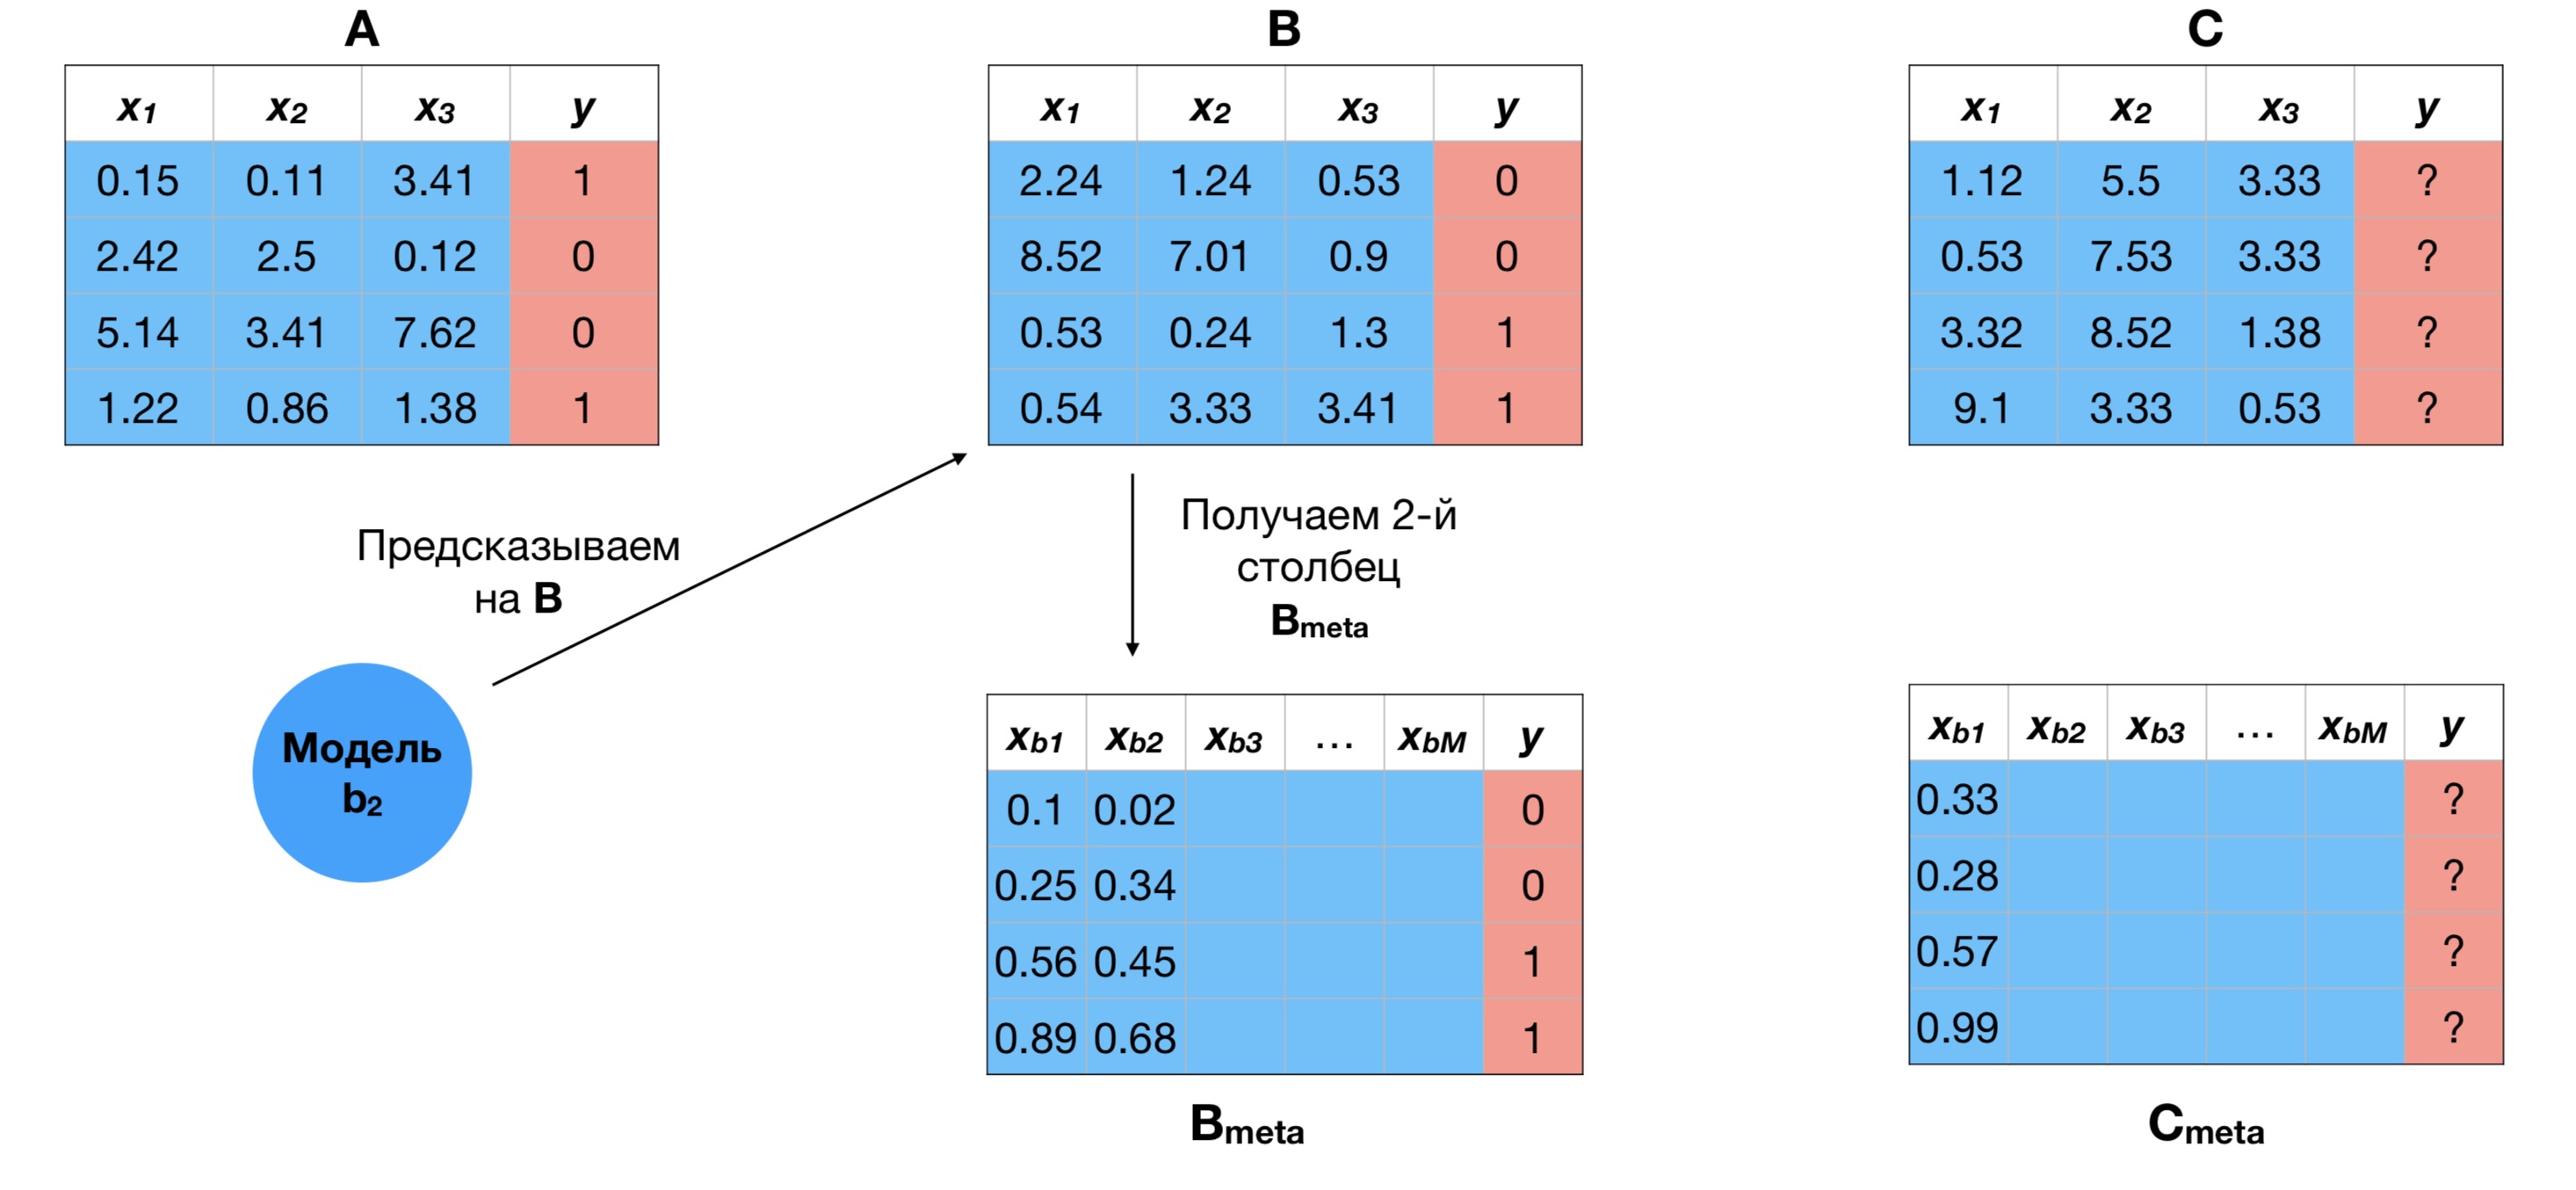 A
x₁ x₂ x₃ y
0.15 0.11 3.41 1
2.42 2.5 0.12 0
5.14 3.41 7.62 0
1.22 0.86 1.38 1
B
x₁ x₂ x₃ y
2.24 1.24 0.53 0
8.52 7.01 0.9 0
0.53 0.24 1.3 1
0.54 3.33 3.41 1
C
x₁ x₂ x₃ y
1.12 5.5 3.33 ?
0.53 7.53 3.33 ?
3.32 8.52 1.38 ?
9.1 3.33 0.53 ?
Предсказываем
на B
Получаем 2-й
столбец
Bmeta
Модель
b₂
xb1 xb2 xb3 ... xbM y
0.1 0.02 0
0.25 0.34 0
0.56 0.45 1
0.89 0.68 1
Bmeta
xb1 xb2 xb3 ... xbM y
0.33 ?
0.28 ?
0.57 ?
0.99 ?
Cmeta